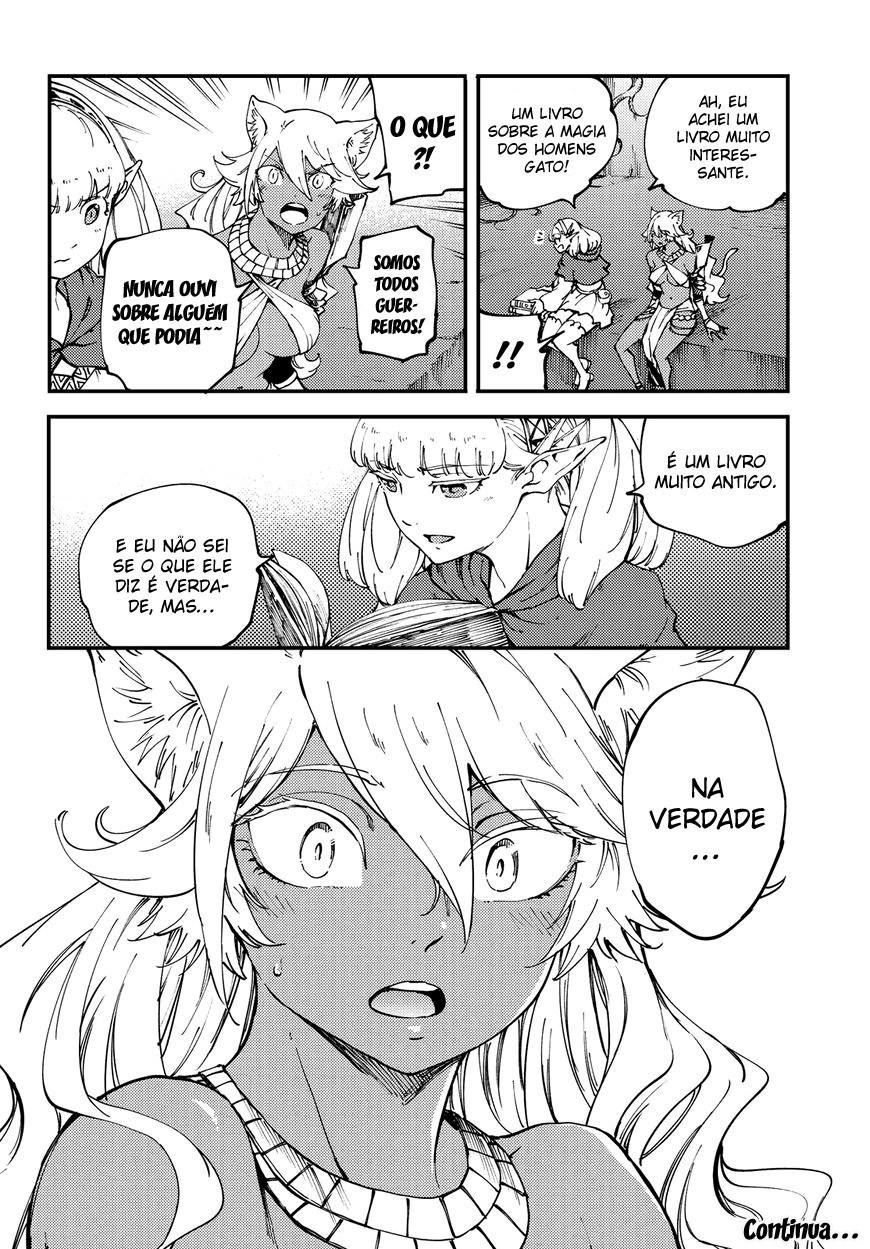 AH, EU
ACHEI UM
LIVRO MUITO
INTERES-
SANTE.
UM LIVRO
SOBRE A MAGIA
DOS HOMENS
GATO!
!!
O QUE
?!
SOMOS
TODOS
GUER-
REIROS!
NUNCA OUVI
SOBRE ALGUÉM
QUE PODIA~~
É UM LIVRO
MUITO ANTIGO.
E EU NÃO SEI
SE O QUE ELE
DIZ É VERDA-
DE, MAS...
NA
VERDADE
...
Continua...